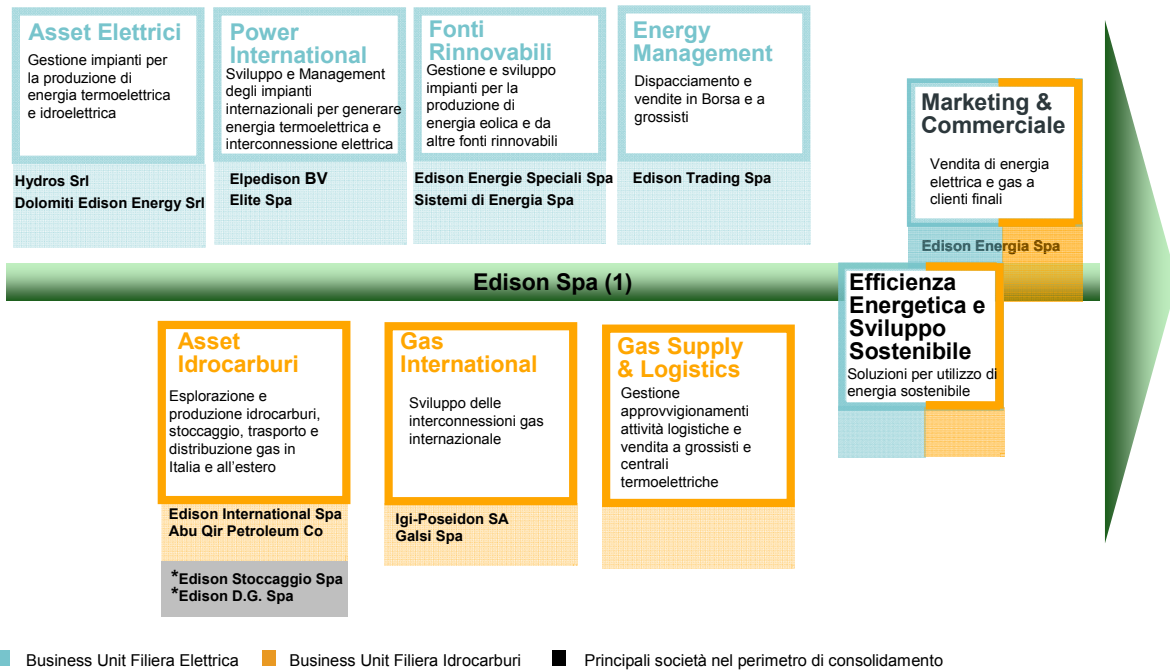 Asset Elettrici
Gestione impianti per
la produzione di
energia termoelettrica
e idroelettrica
Hydros Srl
Dolomiti Edison Energy Srl
Power
International
Sviluppo e Management
degli impianti
internazionali per generare
energia termoelettrica e
interconnessione elettrica
Elpedison BV
Elite Spa
Fonti
Rinnovabili
Gestione e sviluppo
impianti per la
produzione di
energia eolica e da
altre fonti rinnovabili
Edison Energie Speciali Spa
Sistemi di Energia Spa
Energy
Management
Dispacciamento e
vendite in Borsa e a
grossisti
Edison Trading Spa
Marketing &
Commerciale
Vendita di energia
elettrica e gas a
clienti finali
Edison Energia Spa
Edison Spa (1)
Efficienza
Energetica e
Sviluppo
Sostenibile
Soluzioni per utilizzo di
energia sostenibile
Asset
Idrocarburi
Esplorazione e
produzione idrocarburi,
stoccaggio, trasporto e
distribuzione gas in
Italia e all'estero
Edison International Spa
Abu Qir Petroleum Co
*Edison Stoccaggio Spa
*Edison D.G. Spa
Gas
International
Sviluppo delle
interconnessioni gas
internazionale
Igi-Poseidon SA
Galsi Spa
Gas Supply
& Logistics
Gestione
approvvigionamenti
attività logistiche e
vendita a grossisti e
centrali
termoelettriche
Business Unit Filiera Elettrica
Business Unit Filiera Idrocarburi
Principali società nel perimetro di consolidamento